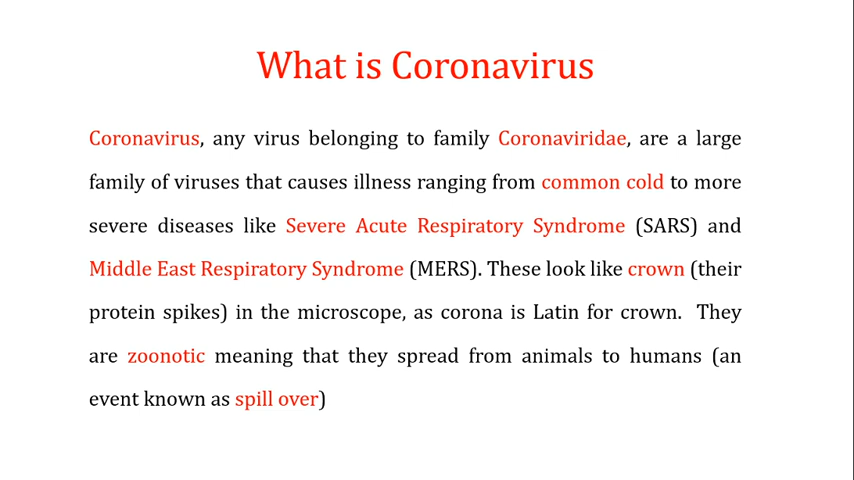 What is Coronavirus
Coronavirus, any virus belonging to family Coronaviridae, are a large
family of viruses that causes illness ranging from common cold to more
severe diseases like Severe Acute Respiratory Syndrome (SARS) and
Middle East Respiratory Syndrome (MERS). These look like crown (their
protein spikes) in the microscope, as corona is Latin for crown.  They
are zoonotic meaning that they spread from animals to humans (an
event known as spill over)